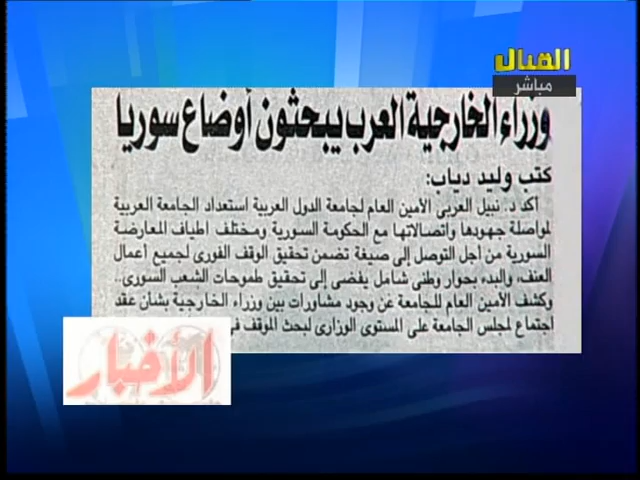 الهبال
مباشر
وزراء الخارجية العرب يبحثون أوضاع سوريا
كتب وليد دياب:
أكد د. نبيل العربى الأمين العام لجامعة الدول العربية استعداد الجامعة العربية
لمواصلة جهودها واتصالاتها مع الحكومة السورية ومختلف اطياف المعارضة
السورية من أجل التوصل إلى صيغة تضمن تحقيق الوقف الفورى لجميع أعمال
العنف، والبدء بحوار وطنى شامل يفضى إلى تحقيق طموحات الشعب السورى..
وكشف الأمين العام للجامعة عن وجود مشاورات بين وزراء الخارجية بشأن عقد
اجتماع لمجلس الجامعة على المستوى الوزارى لبحث الموقف فى
الأخبار